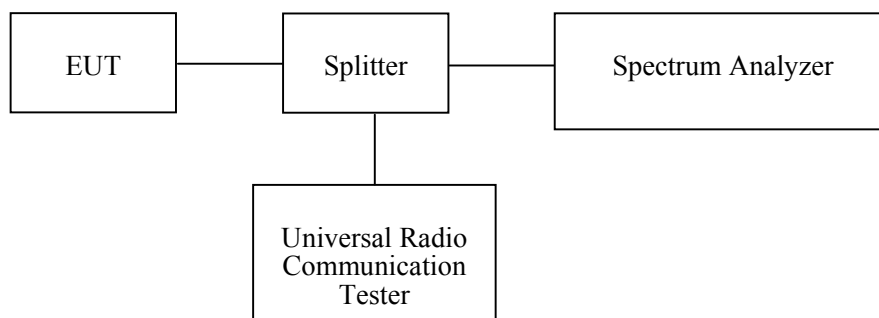 EUT
Splitter
Spectrum Analyzer
Universal Radio
Communication
Tester